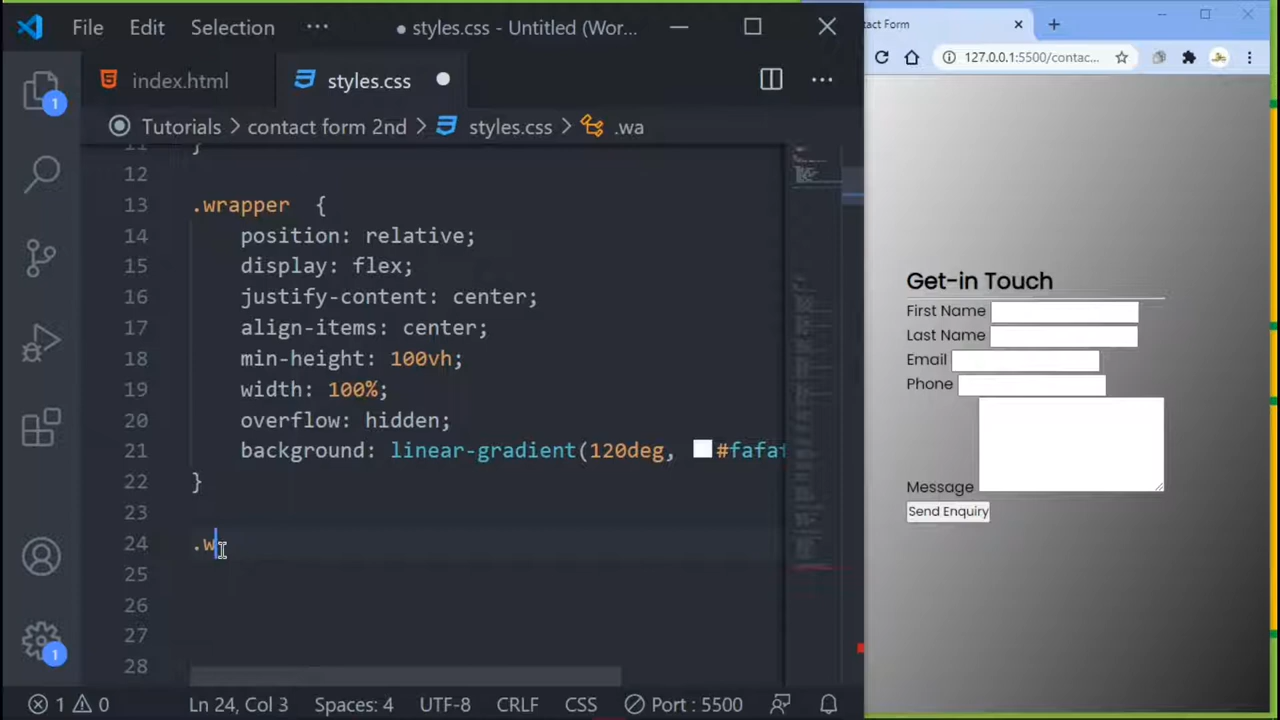 File Edit Selection ··· ● styles.css - Untitled (Wor...
index.html styles.css
Tutorials > contact form 2nd > styles.css > .wa
11 }
12
13 .wrapper {
14 position: relative;
15 display: flex;
16 justify-content: center;
17 align-items: center;
18 min-height: 100vh;
19 width: 100%;
20 overflow: hidden;
21 background: linear-gradient(120deg, #fafa
22 }
23
24 .w
25
26
27
28
1
1
1 0 Ln 24, Col 3 Spaces: 4 UTF-8 CRLF CSS Port : 5500
tact Form
127.0.0.1:5500/contac...
Get-in Touch
First Name
Last Name
Email
Phone
Message
Send Enquiry